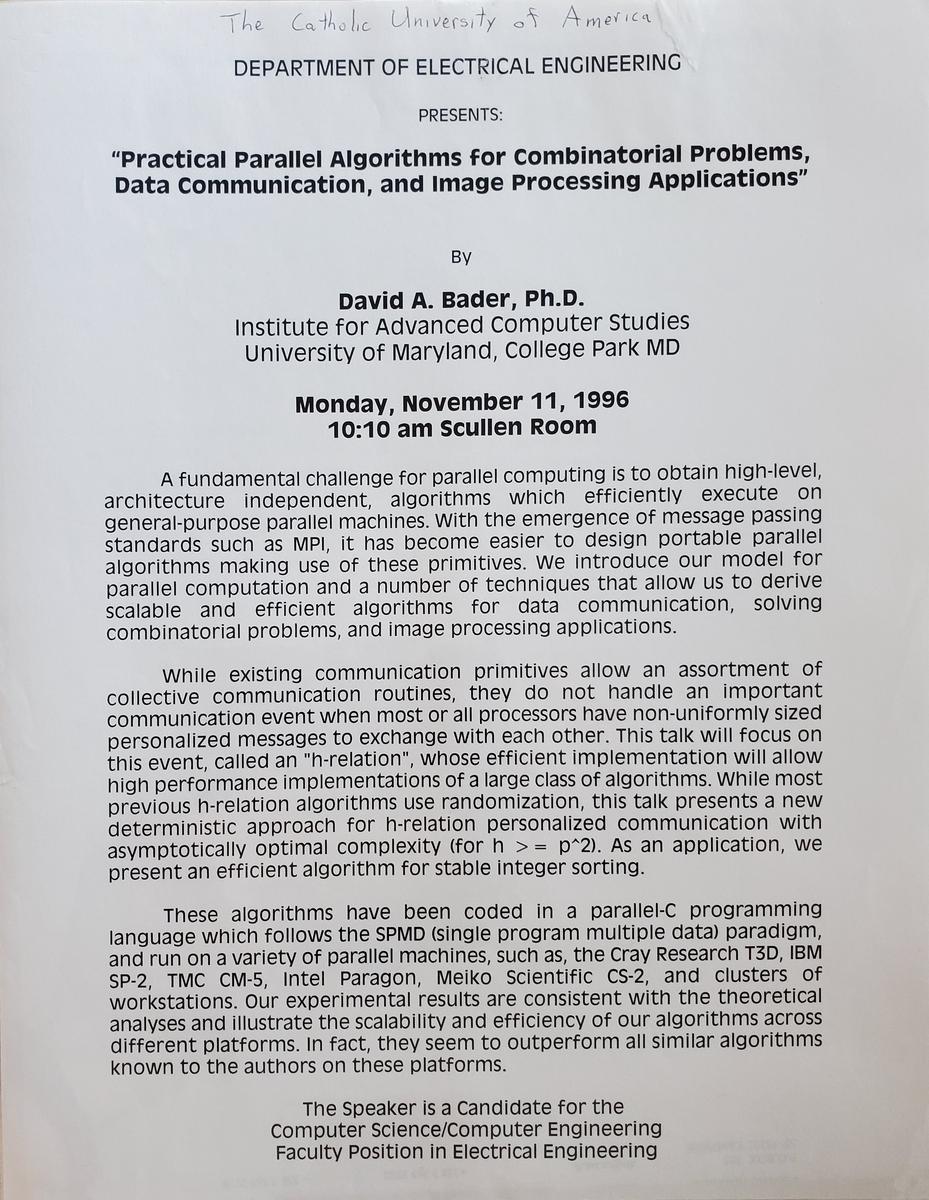 The Catholic University of America
DEPARTMENT OF ELECTRICAL ENGINEERING
PRESENTS:
“Practical Parallel Algorithms for Combinatorial Problems,
Data Communication, and Image Processing Applications”
By
David A. Bader, Ph.D.
Institute for Advanced Computer Studies
University of Maryland, College Park MD
Monday, November 11, 1996
10:10 am Scullen Room
A fundamental challenge for parallel computing is to obtain high-level,
architecture independent, algorithms which efficiently execute on
general-purpose parallel machines. With the emergence of message passing
standards such as MPI, it has become easier to design portable parallel
algorithms making use of these primitives. We introduce our model for
parallel computation and a number of techniques that allow us to derive
scalable and efficient algorithms for data communication, solving
combinatorial problems, and image processing applications.
While existing communication primitives allow an assortment of
collective communication routines, they do not handle an important
communication event when most or all processors have non-uniformly sized
personalized messages to exchange with each other. This talk will focus on
this event, called an "h-relation", whose efficient implementation will allow
high performance implementations of a large class of algorithms. While most
previous h-relation algorithms use randomization, this talk presents a new
deterministic approach for h-relation personalized communication with
asymptotically optimal complexity (for h >= p^2). As an application, we
present an efficient algorithm for stable integer sorting.
These algorithms have been coded in a parallel-C programming
language which follows the SPMD (single program multiple data) paradigm,
and run on a variety of parallel machines, such as, the Cray Research T3D, IBM
SP-2, TMC CM-5, Intel Paragon, Meiko Scientific CS-2, and clusters of
workstations. Our experimental results are consistent with the theoretical
analyses and illustrate the scalability and efficiency of our algorithms across
different platforms. In fact, they seem to outperform all similar algorithms
known to the authors on these platforms.
The Speaker is a Candidate for the
Computer Science/Computer Engineering
Faculty Position in Electrical Engineering